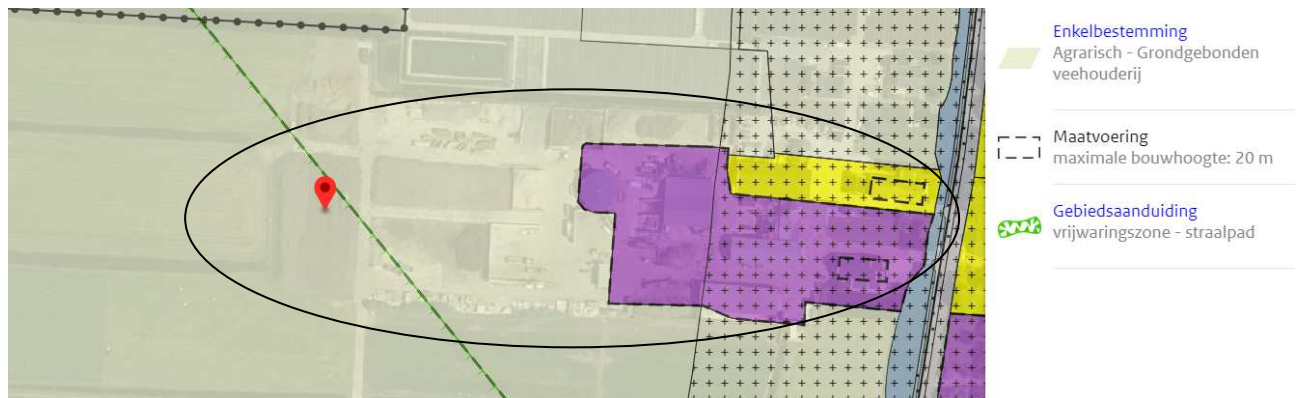 Enkelbestemming
Agrarisch - Grondgebonden
veehouderij
Maatvoering
maximale bouwhoogte: 20 m
Gebiedsaanduiding
vrijwaringszone - straalpad